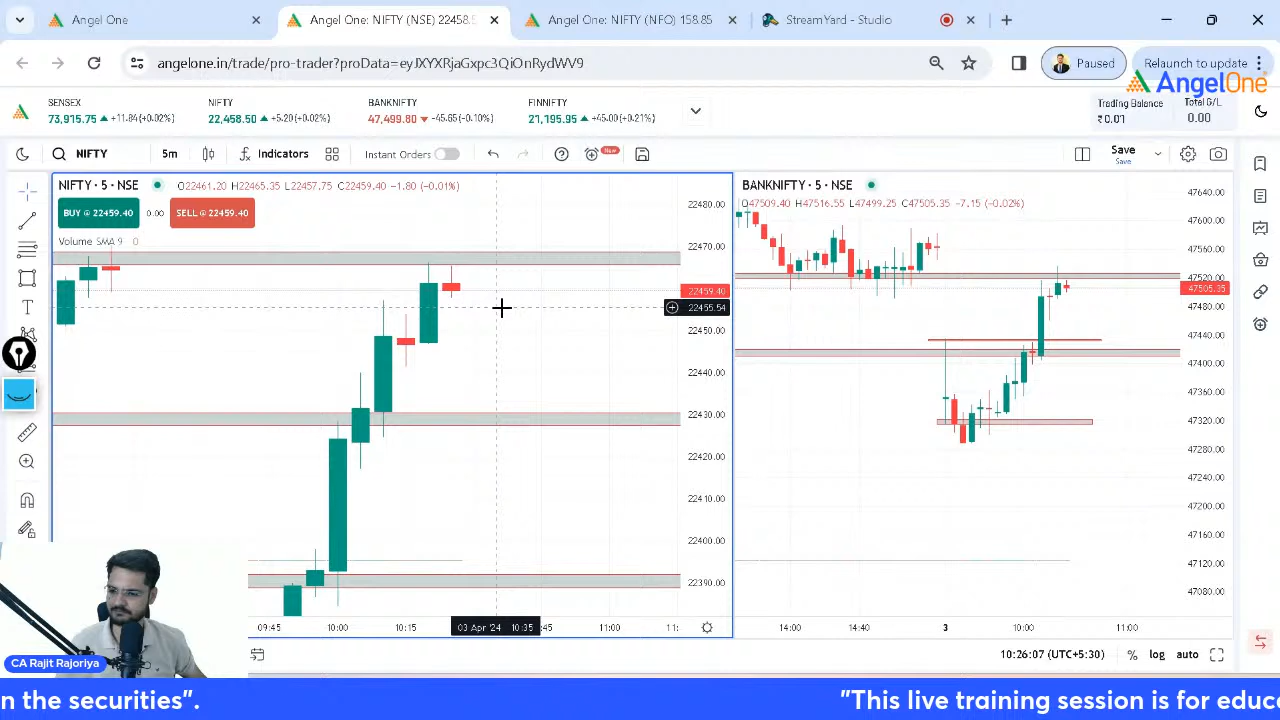 Angel One
Angel One: NIFTY (NSE) 22458.5
Angel One: NIFTY (NFO) 158.85
StreamYard - Studio
angelone.in/trade/pro-trader?proData=eyJXYXRjaGxpc3QiOnRydWV9
Paused
Relaunch to update
AngelOne
SENSEX
73,915.75 +11.84(+0.02%)
NIFTY
22,458.50 +5.20(+0.02%)
BANKNIFTY
47,499.80 -45.65(-0.10%)
FINNIFTY
21,195.95 +45.00(+0.21%)
Trading Balance
₹0.01
Total G/L
0.00
NIFTY
5m
Indicators
Instant Orders
New
Save
Save
NIFTY · 5 · NSE
O22461.20 H22465.35 L22457.75 C22459.40 -1.80 (-0.01%)
BUY @ 22459.40
0.00
SELL @ 22459.40
Volume SMA 9 0
22480.00
22470.00
22459.40
22455.54
22450.00
22440.00
22430.00
22420.00
22410.00
22400.00
22390.00
09:45
10:00
10:15
03 Apr '24 10:35
:45
11:00
11:
BANKNIFTY · 5 · NSE
O47509.40 H47516.55 L47499.25 C47505.35 -7.15 (-0.02%)
47640.00
47600.00
47560.00
47520.00
47505.35
47480.00
47440.00
47400.00
47360.00
47320.00
47280.00
47240.00
47200.00
47160.00
47120.00
47080.00
14:00
14:40
3
10:00
11:00
10:26:07 (UTC+5:30)
%
log
auto
CA Rajit Rajoriya
n the securities".
"This live training session is for educa